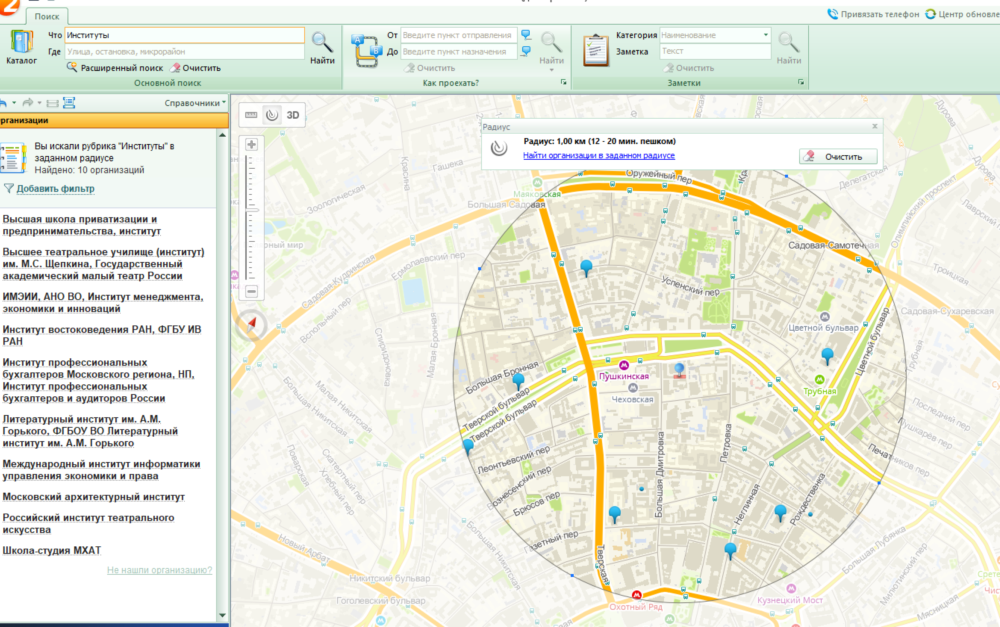 Поиск
Привязать телефон
Центр обновле
Что
Институты
Где
Улица, остановка, микрорайон
Каталог
Найти
Расширенный поиск
Очистить
Основной поиск
От
Введите пункт отправления
До
Введите пункт назначения
Найти
Очистить
Как проехать?
Категория
Наименование
Заметка
Текст
Найти
Очистить
Заметки
Справочники
рганизации
Вы искали рубрика "Институты" в
заданном радиусе
Найдено: 10 организаций
Добавить фильтр
Высшая школа приватизации и
предпринимательства, институт
Высшее театральное училище (институт)
им. М.С. Щепкина, Государственный
академический малый театр России
ИМЭИИ, АНО ВО, Институт менеджмента,
экономики и инноваций
Институт востоковедения РАН, ФГБУ ИВ
РАН
Институт профессиональных
бухгалтеров Московского региона, НП,
Институт профессиональных
бухгалтеров и аудиторов России
Литературный институт им. А.М.
Горького, ФГБОУ ВО Литературный
институт им. А.М. Горького
Международный институт информатики
управления экономики и права
Московский архитектурный институт
Российский институт театрального
искусства
Школа-студия МХАТ
Не нашли организацию?
3D
Радиус
Радиус: 1,00 км (12 - 20 мин. пешком)
Найти организации в заданном радиусе
Очистить
Дурова
Дурова
Красина
Гашека
Оружейный пер
Делегатская
Маяковская
Большая Садовая
Зоологическая
Олимпийский проспект
Лаврский
Садовая-Самотечная
Ермолаевский пер
Садовая-Кудринская
Троицкая
Успенский пер
Вспольный пер
Садовая-Сухаревская
Малая Бронная
Спиридоновка
Цветной бульвар
Цветной бульвар
Трубная
Большая Бронная
Пушкинская
Чеховская
Трубная
Тверской бульвар
Тверской бульвар
Малая Никитская
Большая Никитская
Последний пер
Пушкарёв пер
Печатников пер
Леонтьевский пер
Вознесенский пер
Брюсов пер
Газетный пер
Поварская
Скатертный пер
Хлебный пер
Большая Дмитровка
Петровка
Неглинная
Рождественка
Большая Никитская
Новый Арбат
Никитский бульвар
Гоголевский бульвар
Тверская
Охотный Ряд
Кузнецкий Мост
Большая Лубянка
Милютинский пер
Мясницкая
Срете
Чис